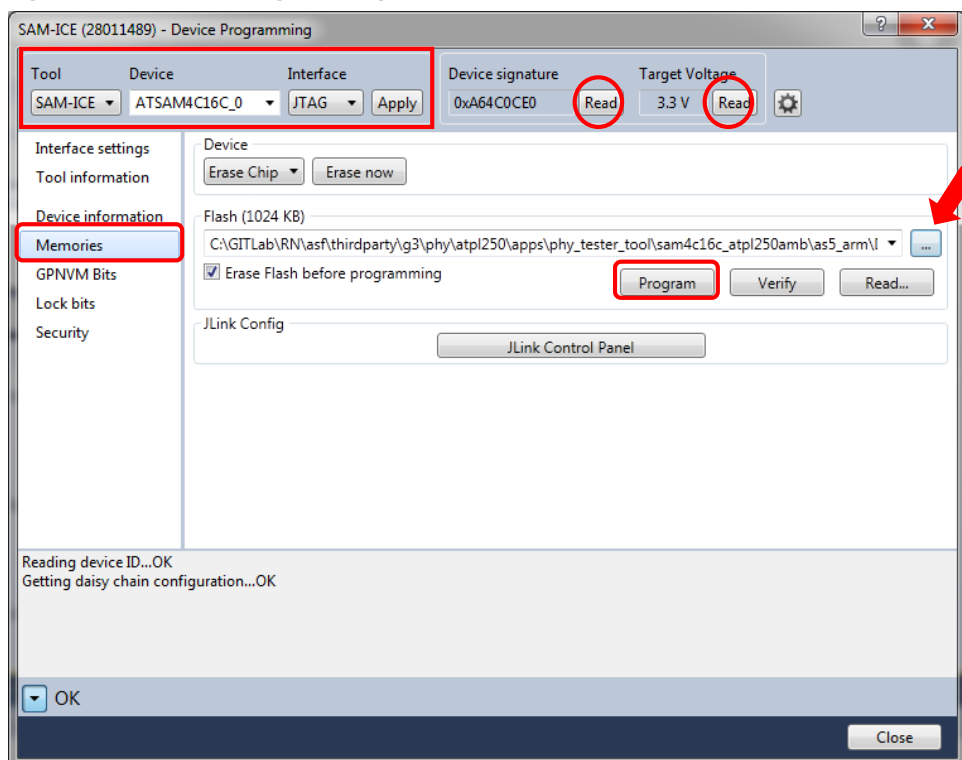 SAM-ICE (28011489) - Device Programming
Tool Device Interface Device signature Target Voltage
SAM-ICE ATSAM4C16C_0 JTAG Apply 0xA64C0CE0 Read 3.3 V Read
Interface settings
Tool information
Device information
Memories
GPNVM Bits
Lock bits
Security
Device
Erase Chip Erase now
Flash (1024 KB)
C:\GITLab\RN\asf\thirdparty\g3\phy\atpl250\apps\phy_tester_tool\sam4c16c_atpl250amb\as5_arm\ ...
Erase Flash before programming
Program Verify Read...
JLink Config
JLink Control Panel
Reading device ID...OK
Getting daisy chain configuration...OK
OK
Close